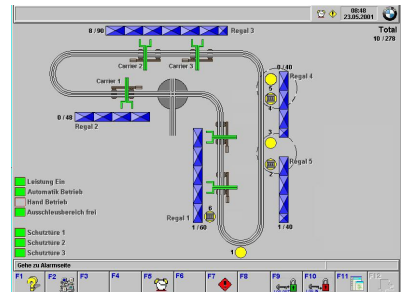 08:48
23.05.2001
Total
10 / 278
8 / 90
Regal 3
Carrier 2
Carrier 3
Carrier 1
0 / 40
Regal 4
5
4
0 / 48
Regal 2
3
Regal 5
2
Leistung Ein
Automatik Betrieb
Hand Betrieb
Ausschleusbereich frei
Regal 1
6
1 / 60
1 / 40
1
Schutztüre 1
Schutztüre 2
Schutztüre 3
Gehe zu Alarmseite
F1 F2 F3 F4 F5 F6 F7 F8 F9 F10 F11